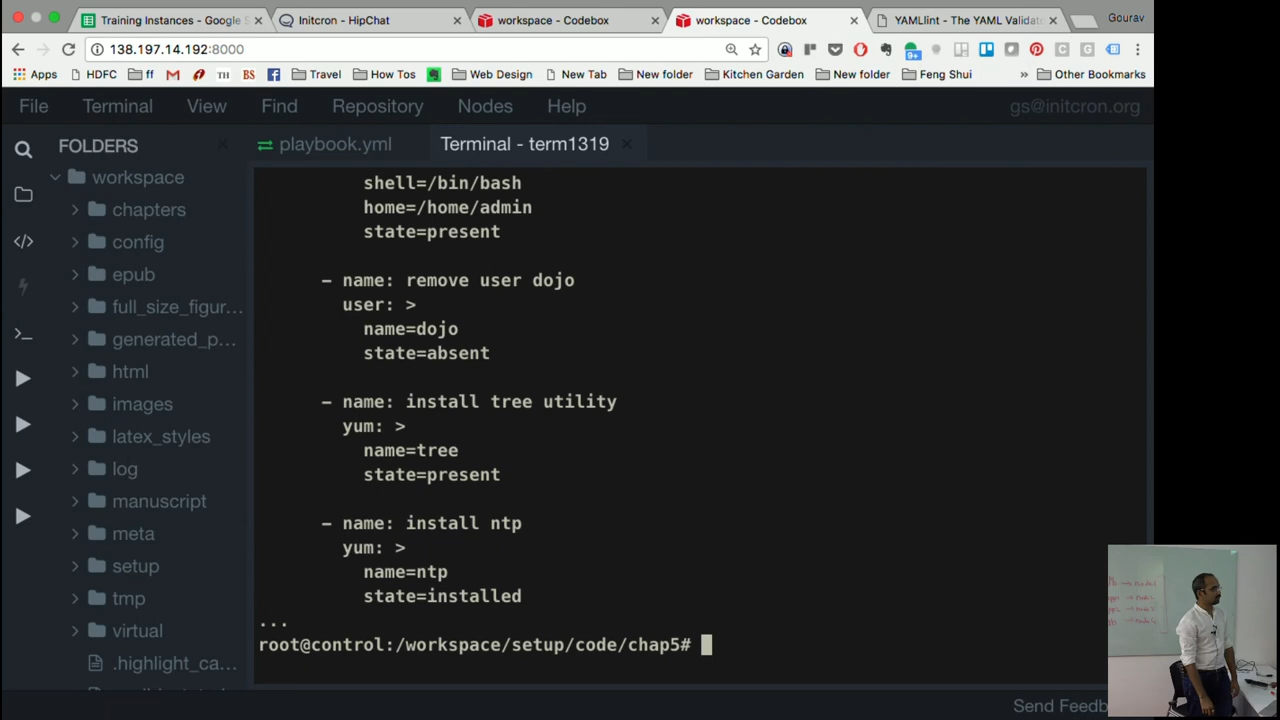 Training Instances - Google S
Initcron - HipChat
workspace - Codebox
workspace - Codebox
YAMLlint - The YAML Validato
Gourav
138.197.14.192:8000
9+
Apps
HDFC
ff
TII
BS
Travel
How Tos
Web Design
New Tab
New folder
Kitchen Garden
New folder
Feng Shui
»
Other Bookmarks
File
Terminal
View
Find
Repository
Nodes
Help
gs@initcron.org
FOLDERS
workspace
chapters
config
epub
full_size_figur...
generated_p...
html
images
latex_styles
log
manuscript
meta
setup
tmp
virtual
.highlight_ca...
playbook.yml
Terminal - term1319
shell=/bin/bash
home=/home/admin
state=present
- name: remove user dojo
user: >
name=dojo
state=absent
- name: install tree utility
yum: >
name=tree
state=present
- name: install ntp
yum: >
name=ntp
state=installed
...
root@control:/workspace/setup/code/chap5#
Send Feedb